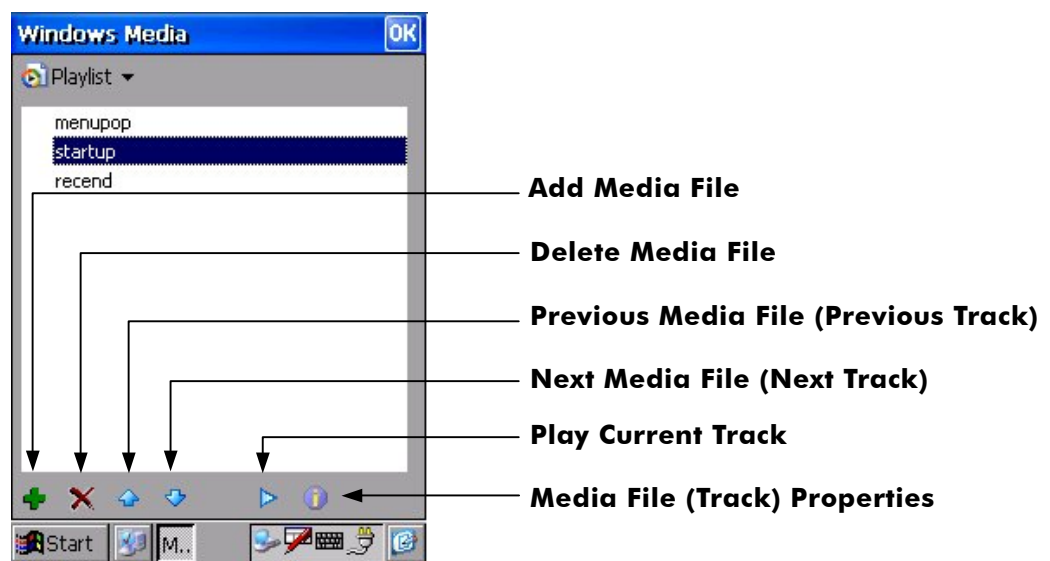 Windows Media
OK
Playlist
menupop
startup
recend
Add Media File
Delete Media File
Previous Media File (Previous Track)
Next Media File (Next Track)
Play Current Track
Media File (Track) Properties
Start
M..